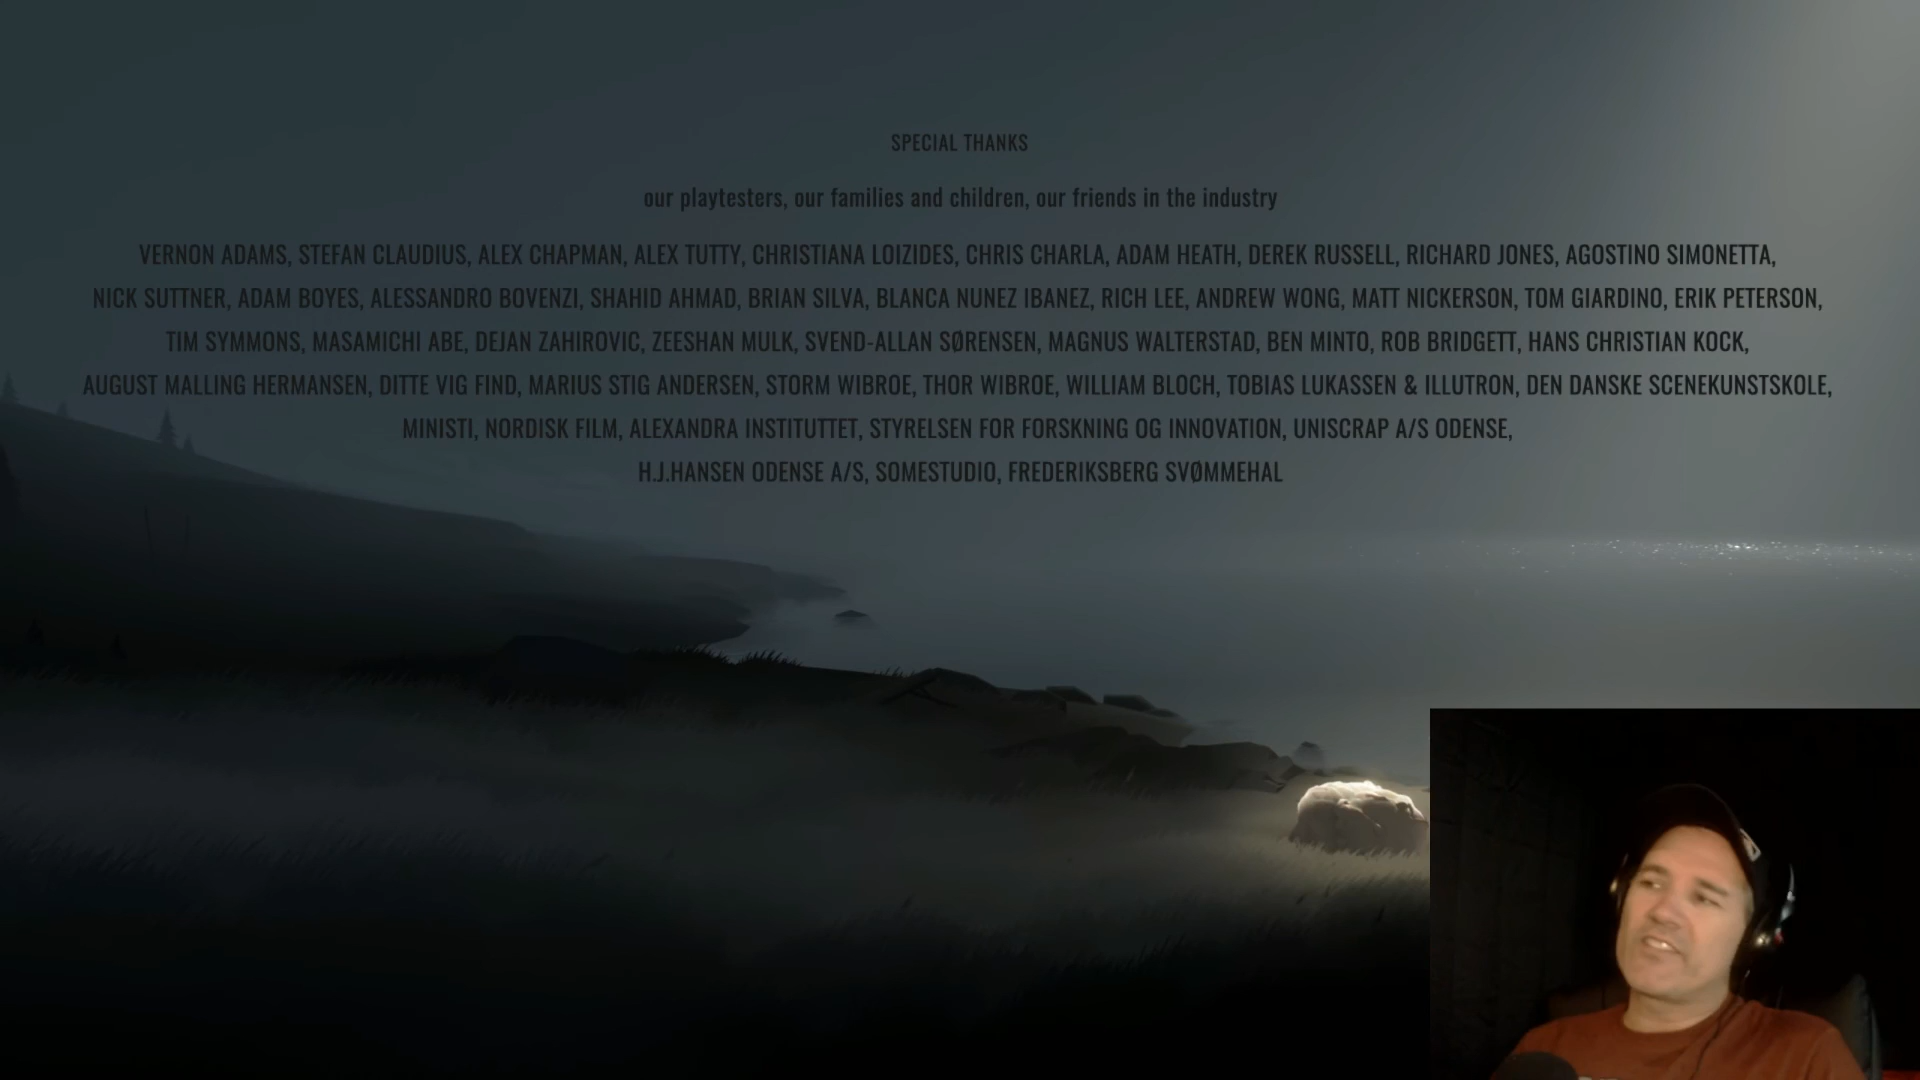 SPECIAL THANKS
our playtesters, our families and children, our friends in the industry
VERNON ADAMS, STEFAN CLAUDIUS, ALEX CHAPMAN, ALEX TUTTY, CHRISTIANA LOIZIDES, CHRIS CHARLA, ADAM HEATH, DEREK RUSSELL, RICHARD JONES, AGOSTINO SIMONETTA,
NICK SUTTNER, ADAM BOYES, ALESSANDRO BOVENZI, SHAHID AHMAD, BRIAN SILVA, BLANCA NUNEZ IBANEZ, RICH LEE, ANDREW WONG, MATT NICKERSON, TOM GIARDINO, ERIK PETERSON,
TIM SYMMONS, MASAMICHI ABE, DEJAN ZAHIROVIC, ZEESHAN MULK, SVEND-ALLAN SØRENSEN, MAGNUS WALTERSTAD, BEN MINTO, ROB BRIDGETT, HANS CHRISTIAN KOCK,
AUGUST MALLING HERMANSEN, DITTE VIG FIND, MARIUS STIG ANDERSEN, STORM WIBROE, THOR WIBROE, WILLIAM BLOCH, TOBIAS LUKASSEN & ILLUTRON, DEN DANSKE SCENEKUNSTSKOLE,
MINISTI, NORDISK FILM, ALEXANDRA INSTITUTTET, STYRELSEN FOR FORSKNING OG INNOVATION, UNISCRAP A/S ODENSE,
H.J.HANSEN ODENSE A/S, SOMESTUDIO, FREDERIKSBERG SVØMMEHAL